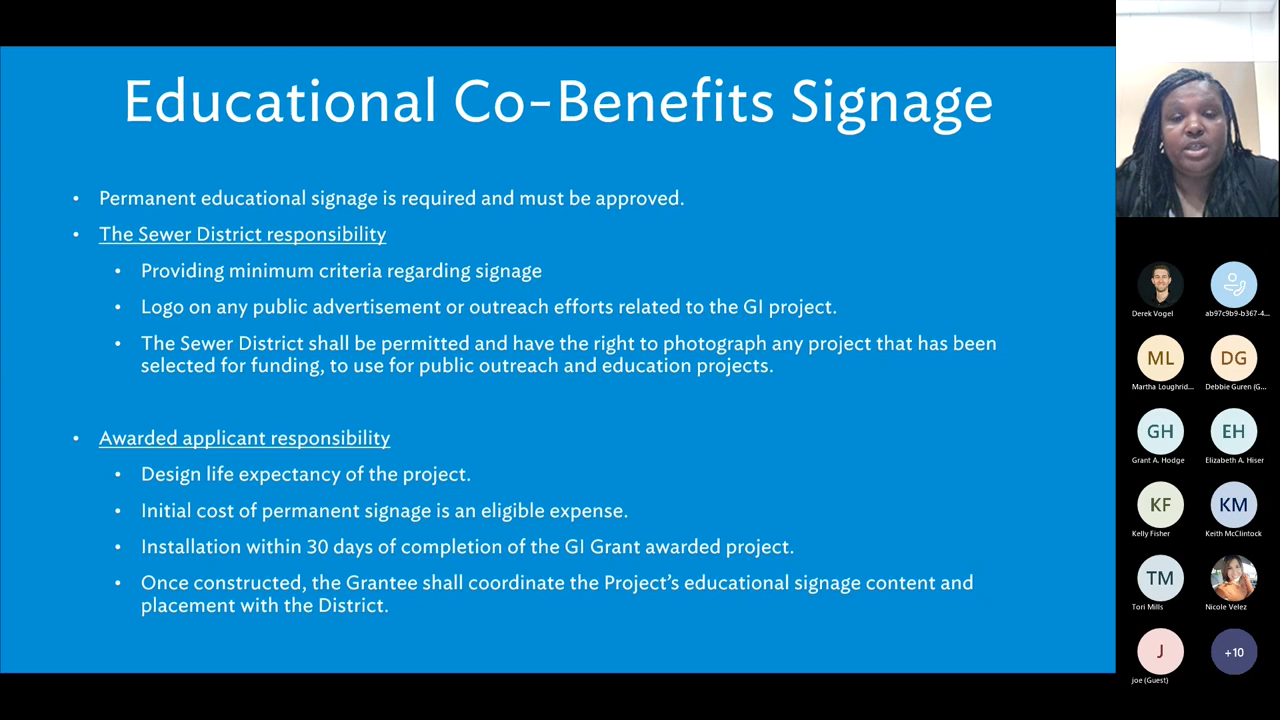 Educational Co-Benefits Signage
• Permanent educational signage is required and must be approved.
• The Sewer District responsibility
• Providing minimum criteria regarding signage
• Logo on any public advertisement or outreach efforts related to the GI project.
• The Sewer District shall be permitted and have the right to photograph any project that has been
selected for funding, to use for public outreach and education projects.
• Awarded applicant responsibility
• Design life expectancy of the project.
• Initial cost of permanent signage is an eligible expense.
• Installation within 30 days of completion of the GI Grant awarded project.
• Once constructed, the Grantee shall coordinate the Project's educational signage content and
placement with the District.
Derek Vogel
ab97c9b9-b367-4...
ML
DG
Martha Loughrid...
Debbie Guren (G...
GH
EH
Grant A. Hodge
Elizabeth A. Hiser
KF
KM
Kelly Fisher
Keith McClintock
TM
Tori Mills
Nicole Velez
J
+10
joe (Guest)